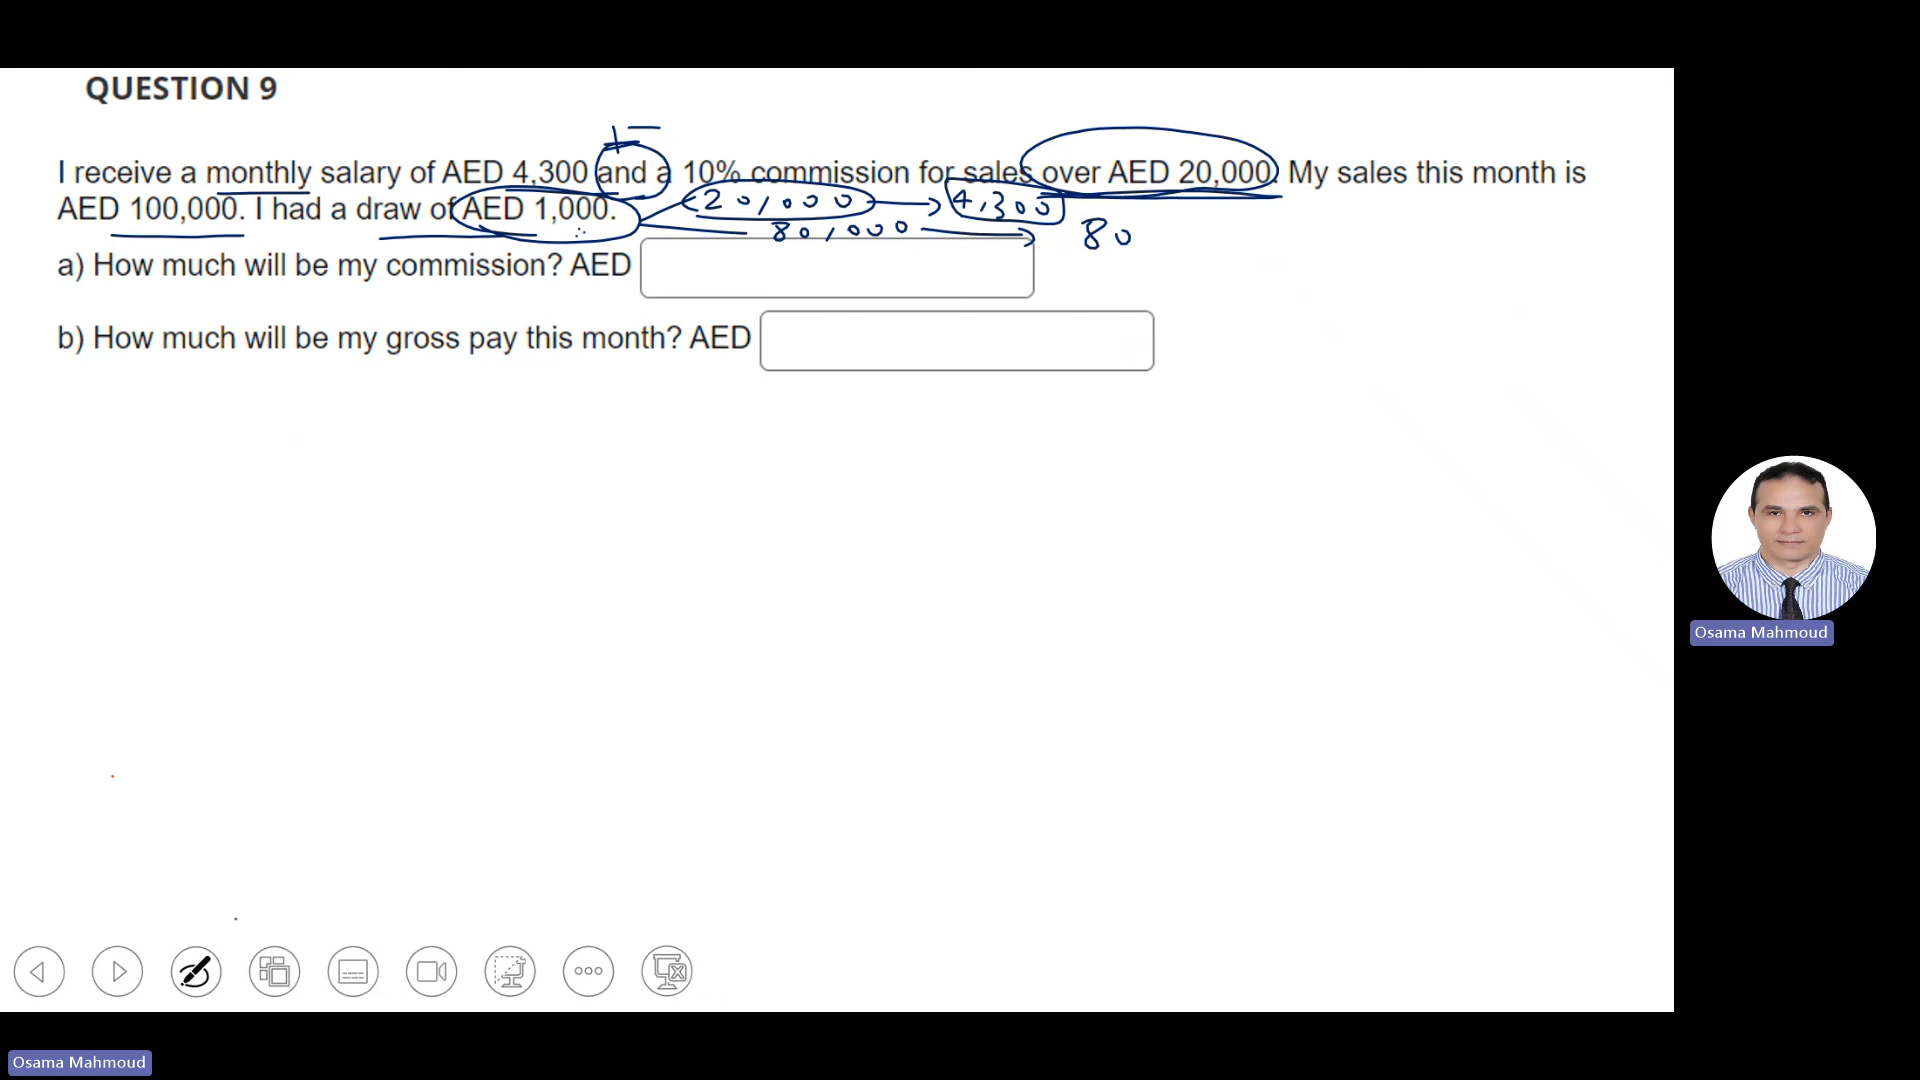 QUESTION 9
I receive a monthly salary of AED 4,300 and a 10% commission for sales over AED 20,000. My sales this month is
AED 100,000. I had a draw of AED 1,000.
20,000 4,300
80,000 80
a) How much will be my commission? AED
b) How much will be my gross pay this month? AED
Osama Mahmoud
Osama Mahmoud